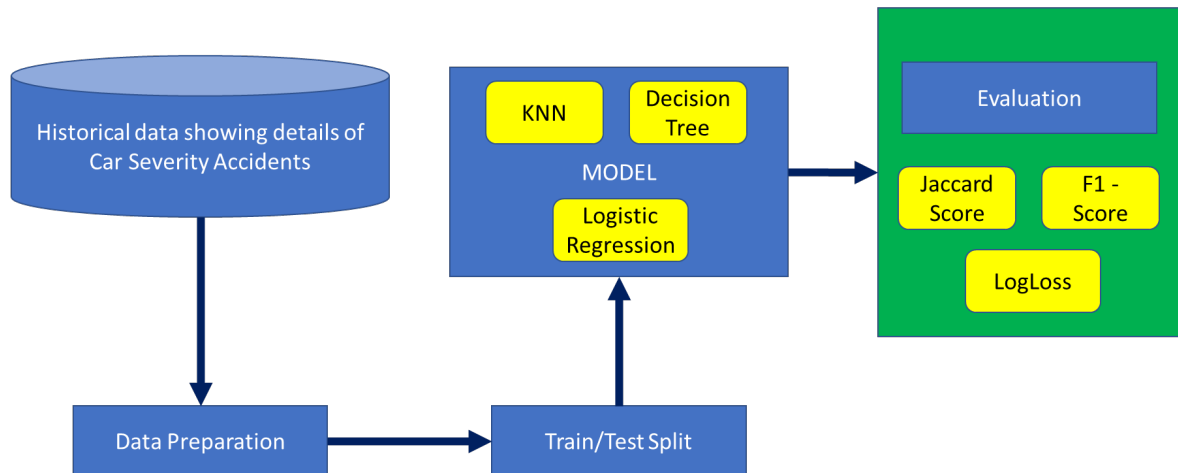 Historical data showing details of
Car Severity Accidents
Data Preparation
Train/Test Split
KNN
Decision
Tree
MODEL
Logistic
Regression
Evaluation
Jaccard
Score
F1 -
Score
LogLoss